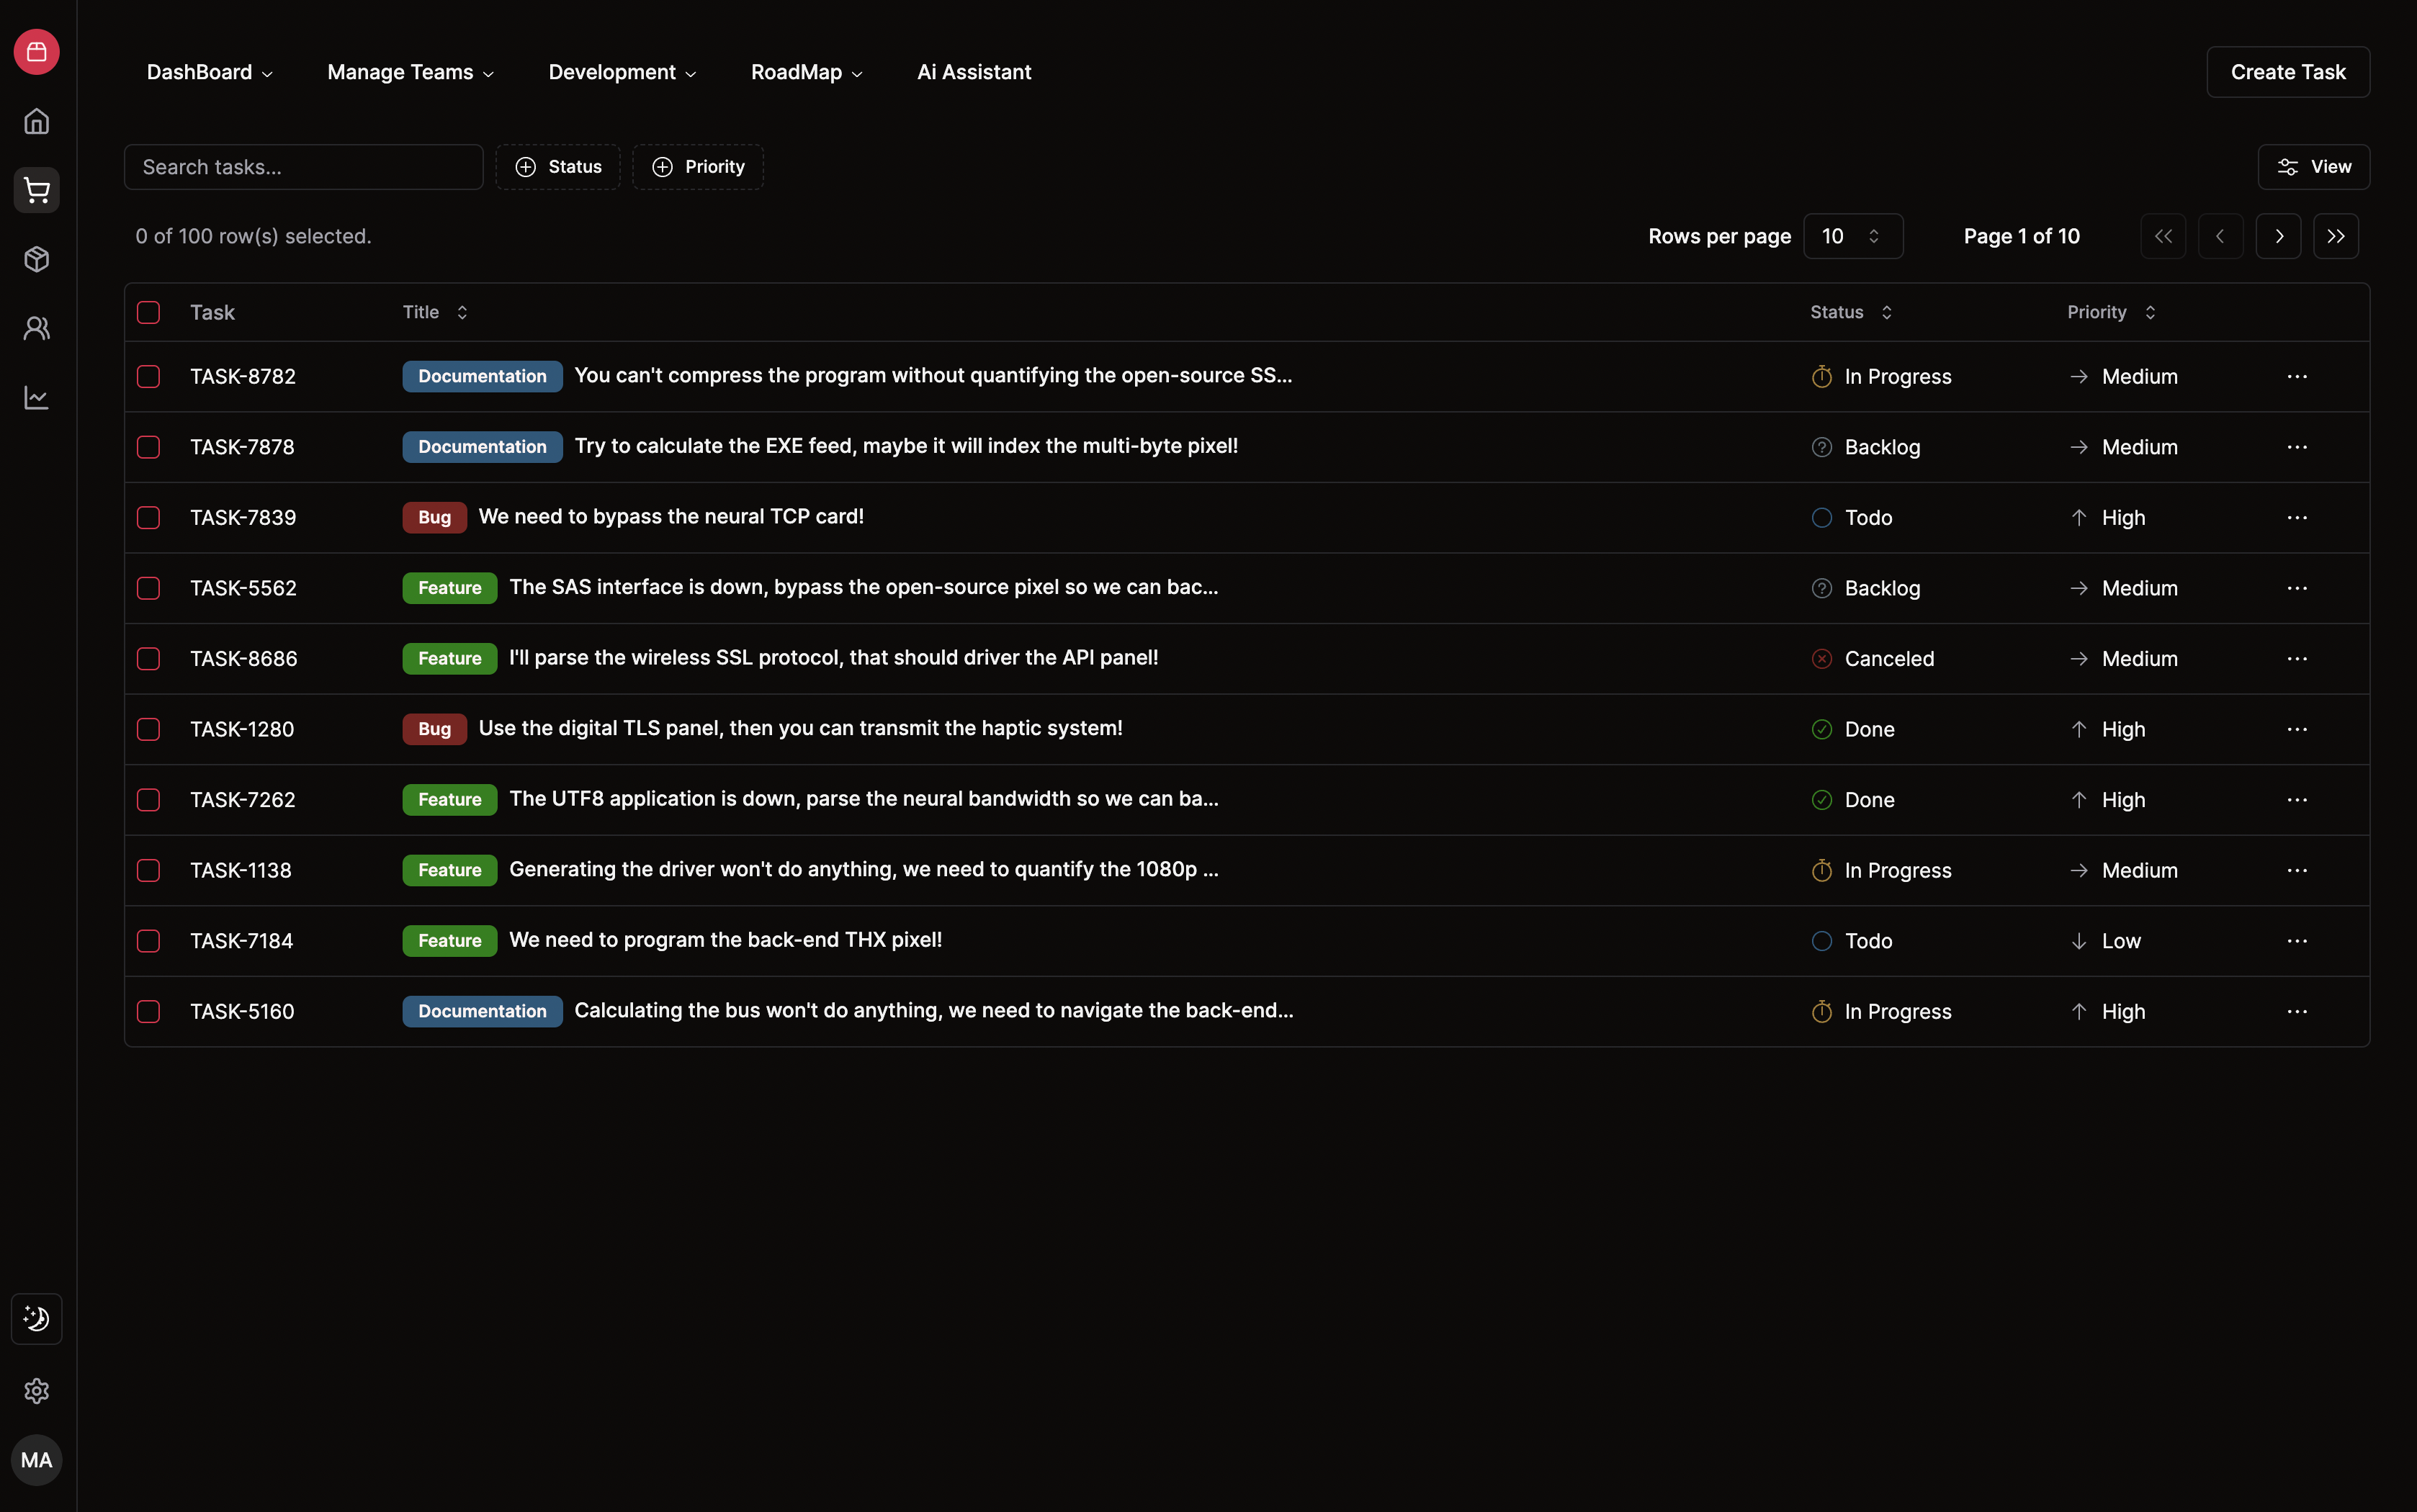 DashBoard Manage Teams Development RoadMap Ai Assistant Create Task
Search tasks... Status Priority View
0 of 100 row(s) selected. Rows per page 10 Page 1 of 10
Task Title Status Priority
TASK-8782 Documentation You can't compress the program without quantifying the open-source SS... In Progress Medium
TASK-7878 Documentation Try to calculate the EXE feed, maybe it will index the multi-byte pixel! Backlog Medium
TASK-7839 Bug We need to bypass the neural TCP card! Todo High
TASK-5562 Feature The SAS interface is down, bypass the open-source pixel so we can bac... Backlog Medium
TASK-8686 Feature I'll parse the wireless SSL protocol, that should driver the API panel! Canceled Medium
TASK-1280 Bug Use the digital TLS panel, then you can transmit the haptic system! Done High
TASK-7262 Feature The UTF8 application is down, parse the neural bandwidth so we can ba... Done High
TASK-1138 Feature Generating the driver won't do anything, we need to quantify the 1080p ... In Progress Medium
TASK-7184 Feature We need to program the back-end THX pixel! Todo Low
TASK-5160 Documentation Calculating the bus won't do anything, we need to navigate the back-end... In Progress High
MA